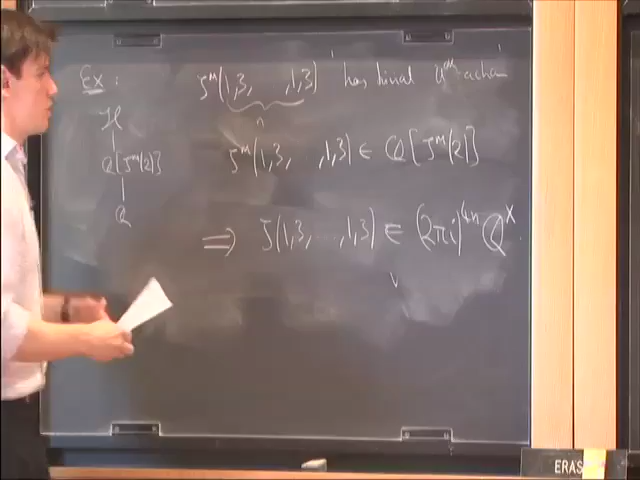 Ex :
ζᵐ(1,3, ,1,3) has trivial action
n
H
|
ζᵐ(1,3, … ,1,3) ∈ Q[ζᵐ(2)]
Q[ζᵐ(2)]
|
Q
⇒ ζ(1,3,...,1,3) ∈ (2πi)⁴ⁿ Qˣ.
ERAS